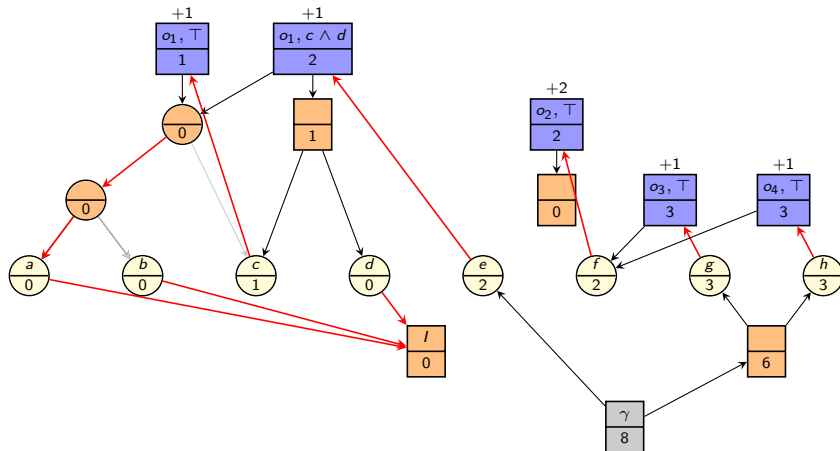 +1 +1
o₁, ⊤ o₁, c ∧ d
1 2
+2
o₂, ⊤
0 1 2
+1 +1
o₃, ⊤ o₄, ⊤
0 0 3 3
a b c d e f g h
0 0 1 0 2 2 3 3
I
0 6
γ
8